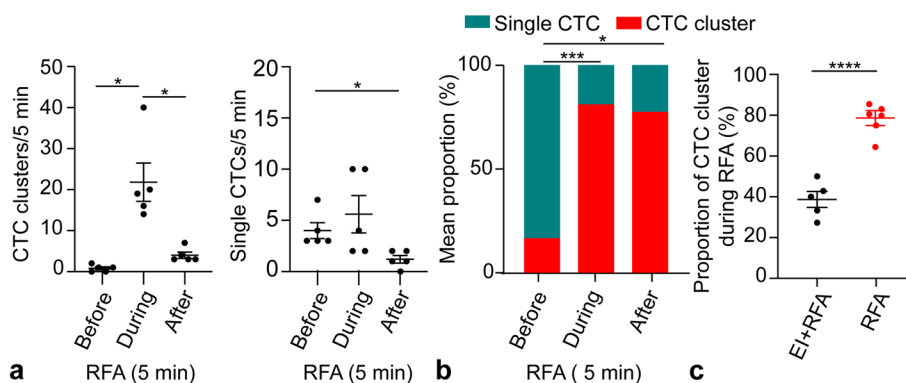 Single CTC CTC cluster
CTC clusters/5 min
50
40
30
20
10
0
*
*
Before
During
After
RFA (5 min)
a
Single CTCs/5 min
20
15
10
5
0
*
Before
During
After
RFA (5 min)
Mean proportion (%)
100
50
0
*
***
Before
During
After
RFA ( 5 min)
b
Proportion of CTC cluster
during RFA (%)
100
80
60
40
20
0
****
EI+RFA
RFA
c